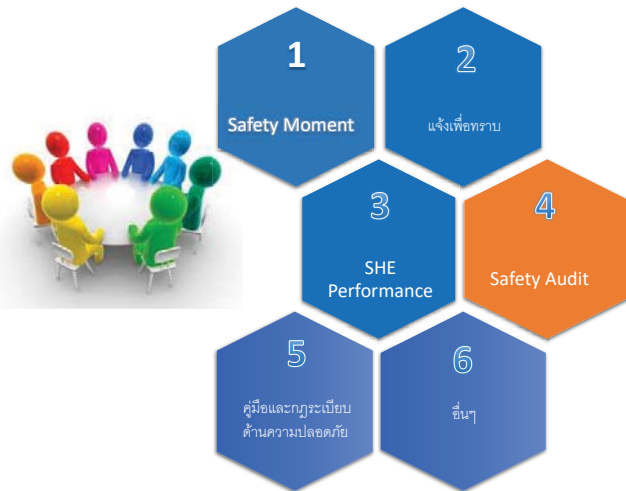 1
Safety Moment
2
แจ้งเพื่อทราบ
3
SHE
Performance
4
Safety Audit
5
คู่มือและกฎระเบียบ
ด้านความปลอดภัย
6
อื่นๆ